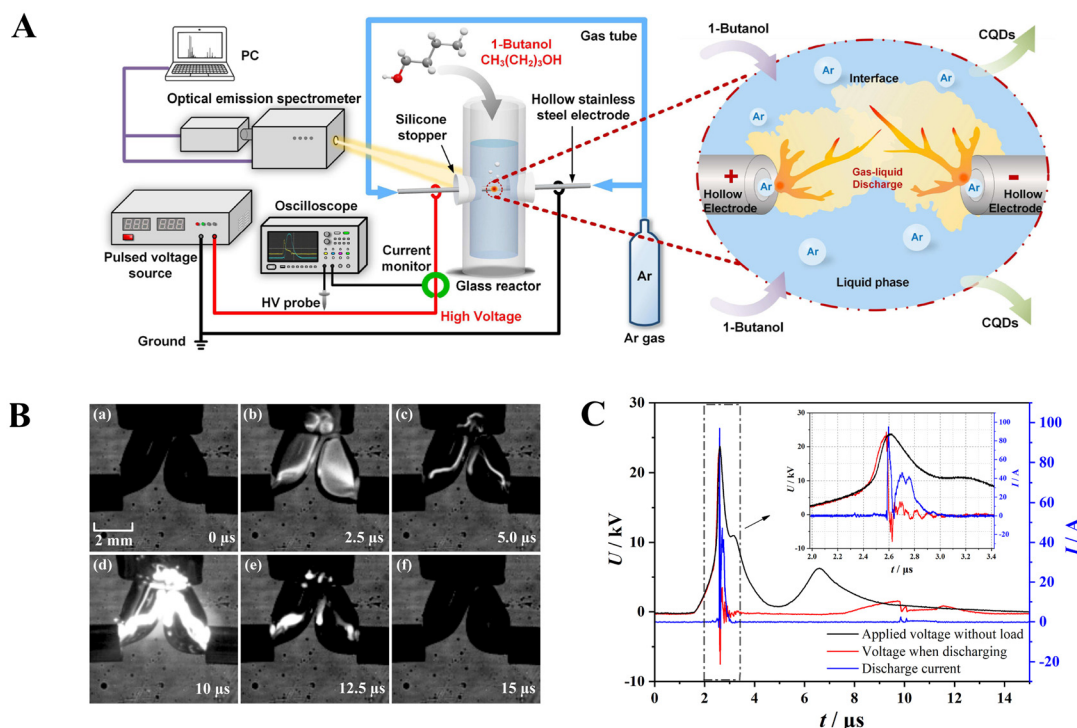 A
PC
Optical emission spectrometer
1-Butanol
CH₃(CH₂)₃OH
Gas tube
Silicone
stopper
Hollow stainless
steel electrode
Oscilloscope
Pulsed voltage
source
Current
monitor
HV probe
Glass reactor
High Voltage
Ground
Ar
Ar gas
1-Butanol
CQDs
Ar
Interface
Ar
Ar
+
Hollow
Electrode
Ar
Gas-liquid
Discharge
Ar
-
Hollow
Electrode
Ar
Ar
Liquid phase
1-Butanol
CQDs
B
(a)
2 mm
0 μs
(b)
2.5 μs
(c)
5.0 μs
(d)
10 μs
(e)
12.5 μs
(f)
15 μs
C
30
20
10
0
-10
U / kV
0 2 4 6 8 10 12 14
t / μs
100
80
60
40
20
0
-20
I / A
30
20
10
0
-10
U / kV
2.0 2.2 2.4 2.6 2.8 3.0 3.2 3.4
t / μs
100
80
60
40
20
0
-20
I / A
Applied voltage without load
Voltage when discharging
Discharge current